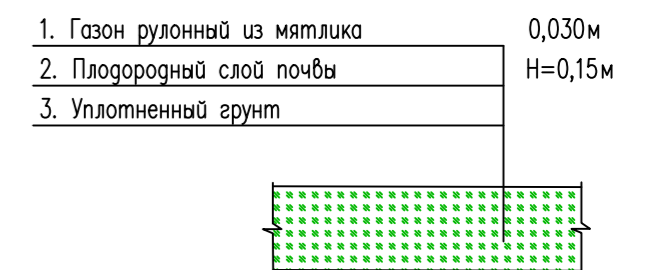 1. Газон рулонный из мятлика 0,030м
2. Плодородный слой почвы H=0,15м
3. Уплотненный грунт